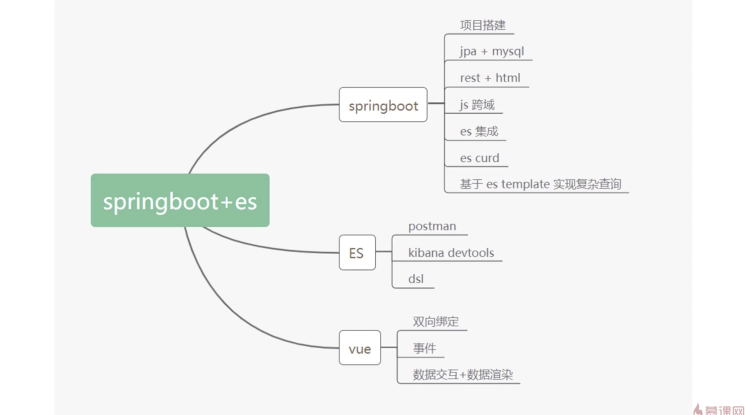 springboot+es
springboot
项目搭建
jpa + mysql
rest + html
js 跨域
es 集成
es curd
基于 es template 实现复杂查询
ES
postman
kibana devtools
dsl
vue
双向绑定
事件
数据交互+数据渲染
慕课网